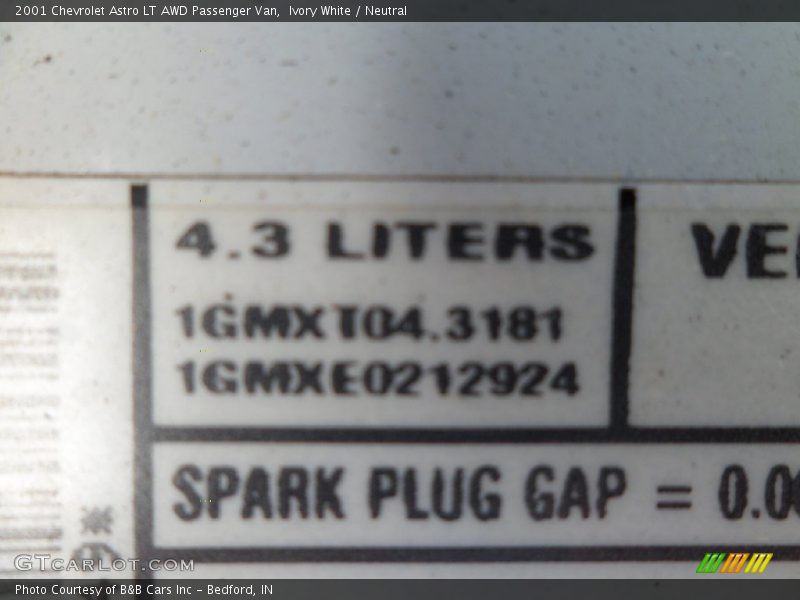 2001 Chevrolet Astro LT AWD Passenger Van, Ivory White / Neutral
4.3 LITERS
1GMXT04.3181
1GMXE0212924
SPARK PLUG GAP = 0.0
GTCARLOT.COM
Photo Courtesy of B&B Cars Inc - Bedford, IN